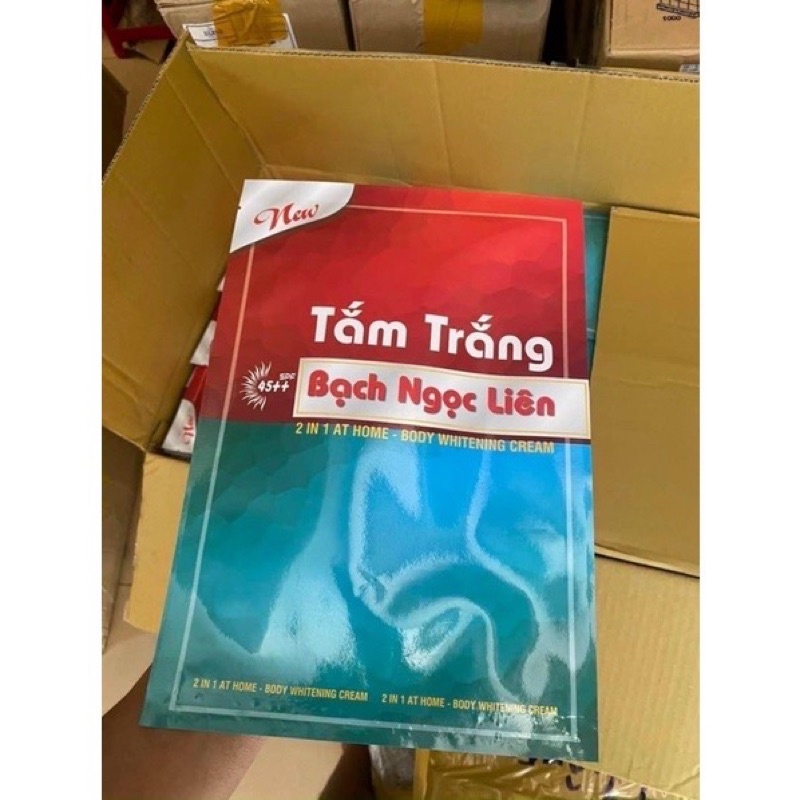 New
Tắm Trắng
SPF
45++
Bạch Ngọc Liên
2 IN 1 AT HOME - BODY WHITENING CREAM
2 IN 1 AT HOME - BODY WHITENING CREAM 2 IN 1 AT HOME - BODY WHITENING CREAM